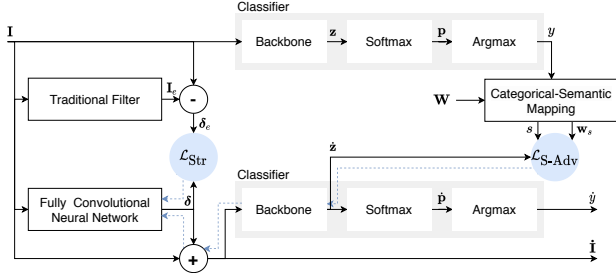 Classifier
I
Backbone
z
Softmax
p
Argmax
y
Traditional Filter
I_e
-
W
Categorical-Semantic
Mapping
δ_e
s
w_s
ż
ℒ_Str
ℒ_S-Adv
Classifier
Fully Convolutional
Neural Network
δ
Backbone
Softmax
ṗ
Argmax
ẏ
+
İ